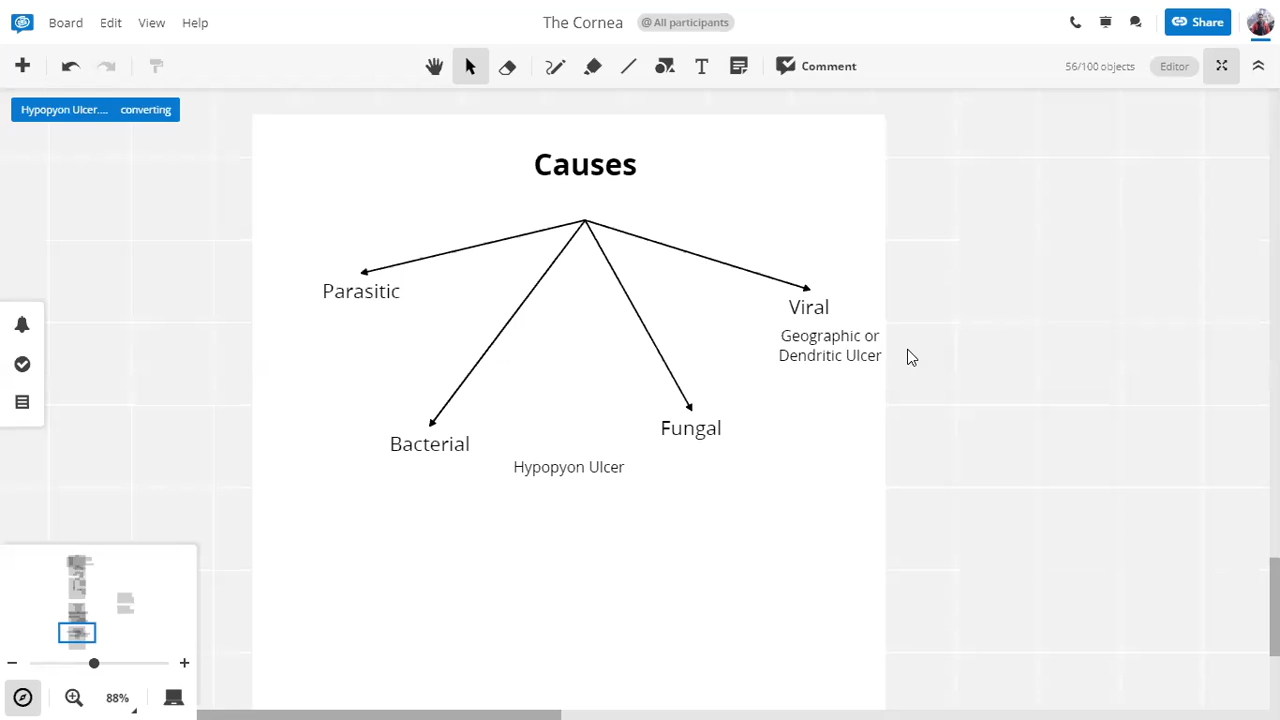 Board Edit View Help The Cornea @ All participants Share
Comment 56/100 objects Editor
Hypopyon Ulcer.... converting
Causes
Parasitic
Viral
Geographic or
Dendritic Ulcer
Fungal
Bacterial
Hypopyon Ulcer
88%